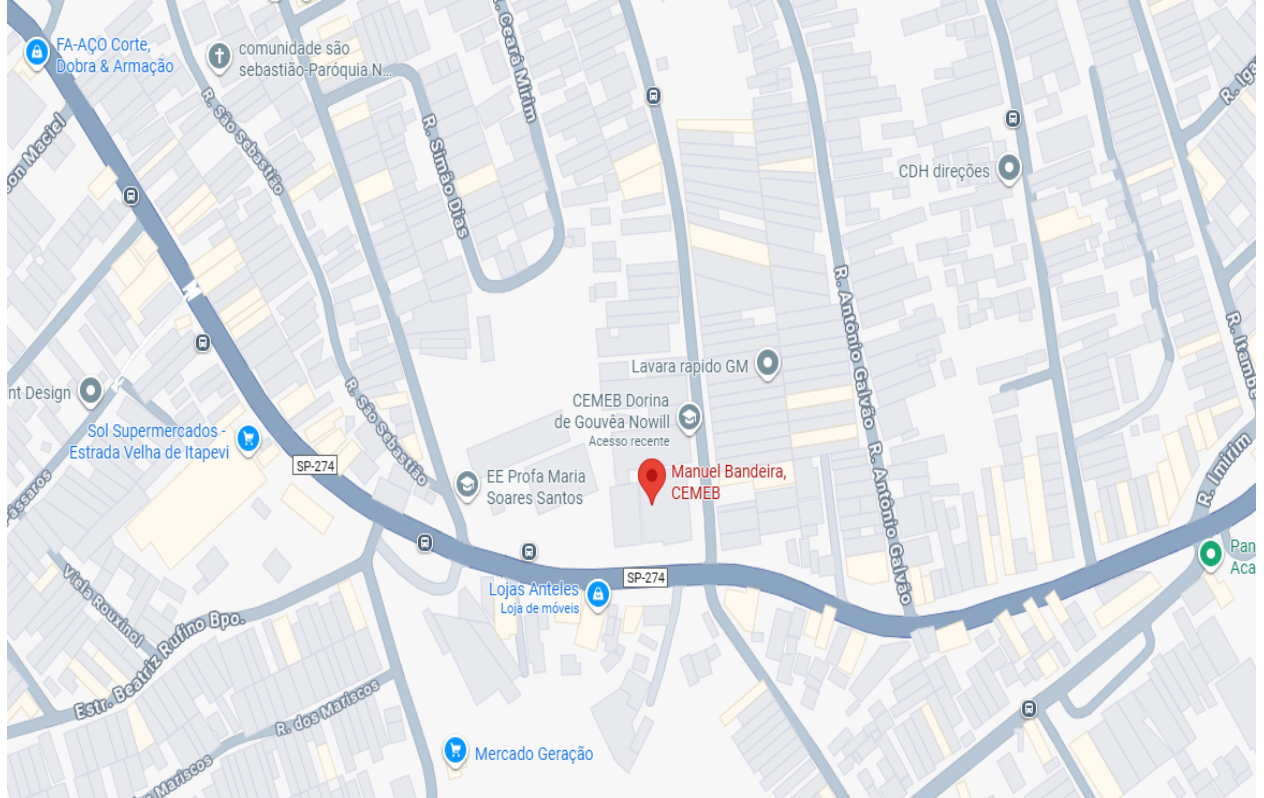 FA-AÇO Corte,
Dobra & Armação
comunidade são
sebastião-Paróquia N...
R. Ceará Mirim
R. São Sebastião
R. Simão Dias
son Maciel
CDH direções
R. Iga
R. Antônio Galvão
R. Itambé
Lavara rapido GM
nt Design
CEMEB Dorina
de Gouvêa Nowill
Acesso recente
R. São Sebastião
Sol Supermercados -
Estrada Velha de Itapevi
SP-274
EE Profa Maria
Soares Santos
Manuel Bandeira,
CEMEB
R. Antônio Galvão
R. Imirim
ássaros
Viela Rouxinol
SP-274
Lojas Anteles
Loja de móveis
Pan
Aca
Estr. Beatriz Rufino Bpo.
R. dos Mariscos
Mercado Geração
dos Mariscos